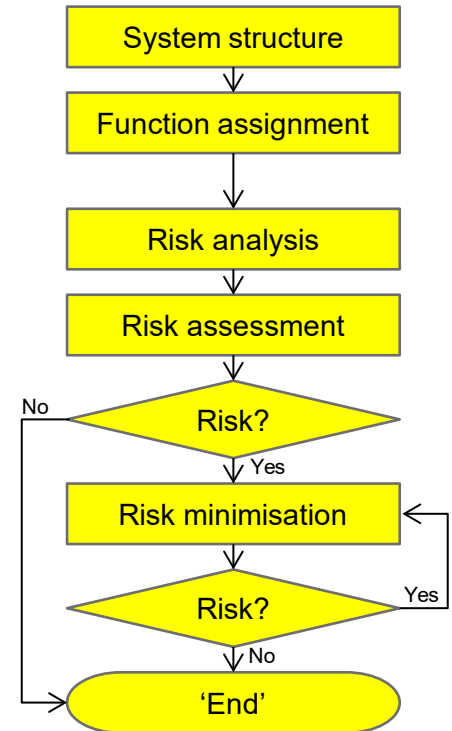 System structure
Function assignment
Risk analysis
Risk assessment
No
Risk?
Yes
Risk minimisation
Risk?
Yes
No
‘End’